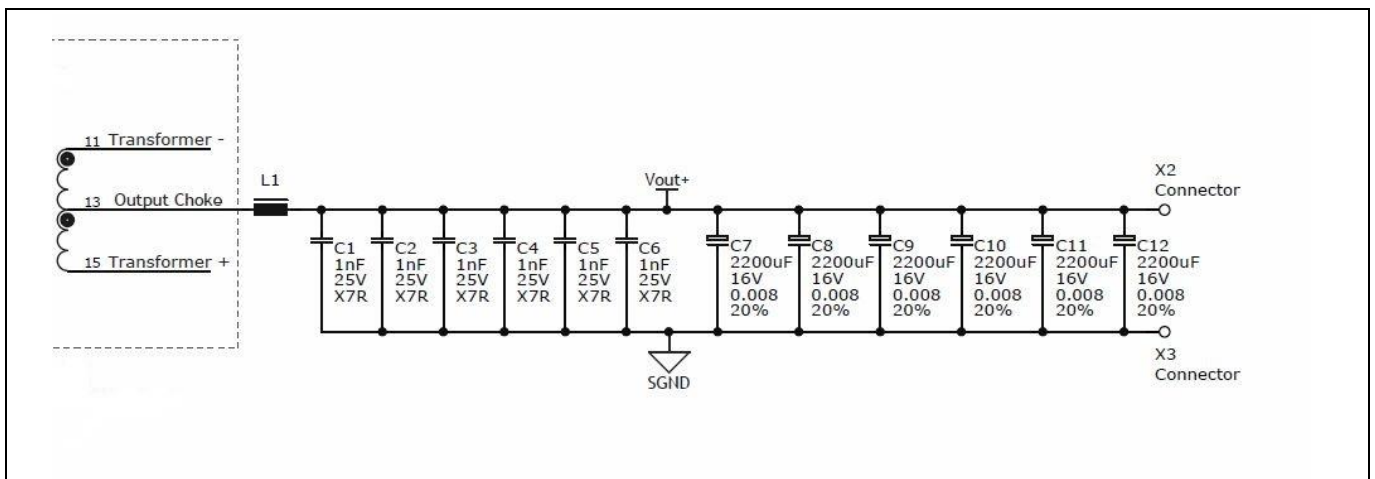 11 Transformer -
13 Output Choke
15 Transformer +
L1
C1
1nF
25V
X7R
C2
1nF
25V
X7R
C3
1nF
25V
X7R
C4
1nF
25V
X7R
C5
1nF
25V
X7R
C6
1nF
25V
X7R
Vout+
SGND
C7
2200uF
16V
0.008
20%
C8
2200uF
16V
0.008
20%
C9
2200uF
16V
0.008
20%
C10
2200uF
16V
0.008
20%
C11
2200uF
16V
0.008
20%
C12
2200uF
16V
0.008
20%
X2
Connector
X3
Connector